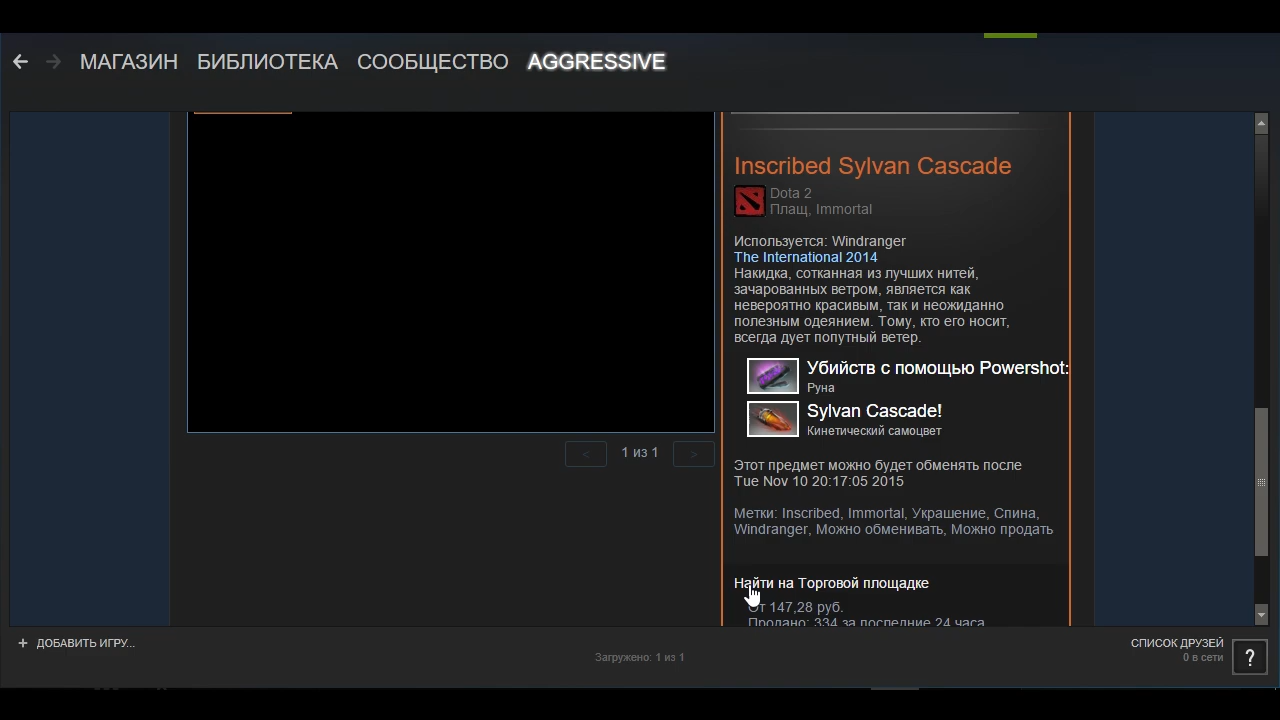 МАГАЗИН БИБЛИОТЕКА СООБЩЕСТВО AGGRESSIVE
Inscribed Sylvan Cascade
Dota 2
Плащ, Immortal
Используется: Windranger
The International 2014
Накидка, сотканная из лучших нитей,
зачарованных ветром, является как
невероятно красивым, так и неожиданно
полезным одеянием. Тому, кто его носит,
всегда дует попутный ветер.
Убийств с помощью Powershot:
Руна
Sylvan Cascade!
Кинетический самоцвет
< 1 из 1 >
Этот предмет можно будет обменять после
Tue Nov 10 20:17:05 2015
Метки: Inscribed, Immortal, Украшение, Спина,
Windranger, Можно обменивать, Можно продать
Найти на Торговой площадке
От 147,28 руб.
Продано: 334 за последние 24 часа
+ ДОБАВИТЬ ИГРУ...
Загружено: 1 из 1
СПИСОК ДРУЗЕЙ
0 в сети
?